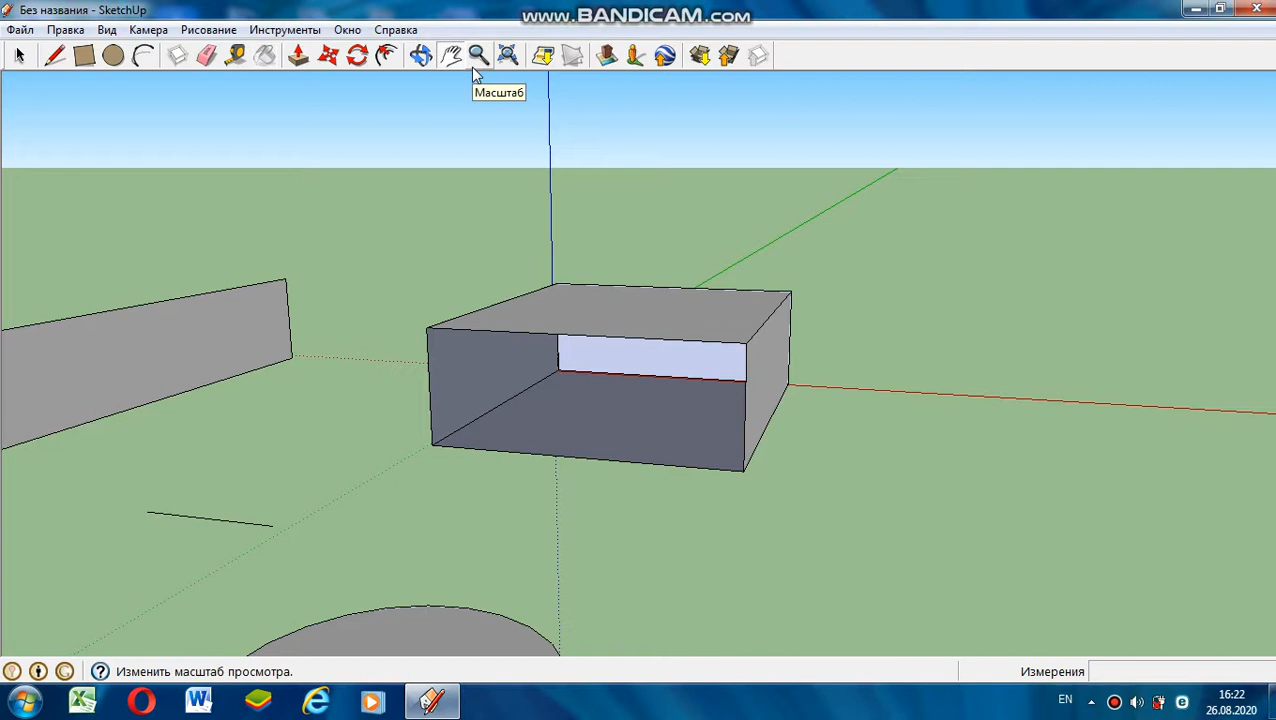 Без названия - SketchUp
www.BANDICAM.com
Файл Правка Камера Рисование Инструменты Окно Справка
Масштаб
Изменить масштаб просмотра.
Измерения
EN
16:22
26.08.2020